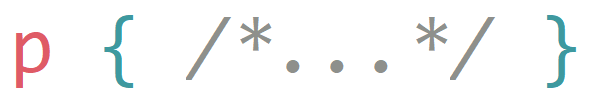 p { /*...*/ }